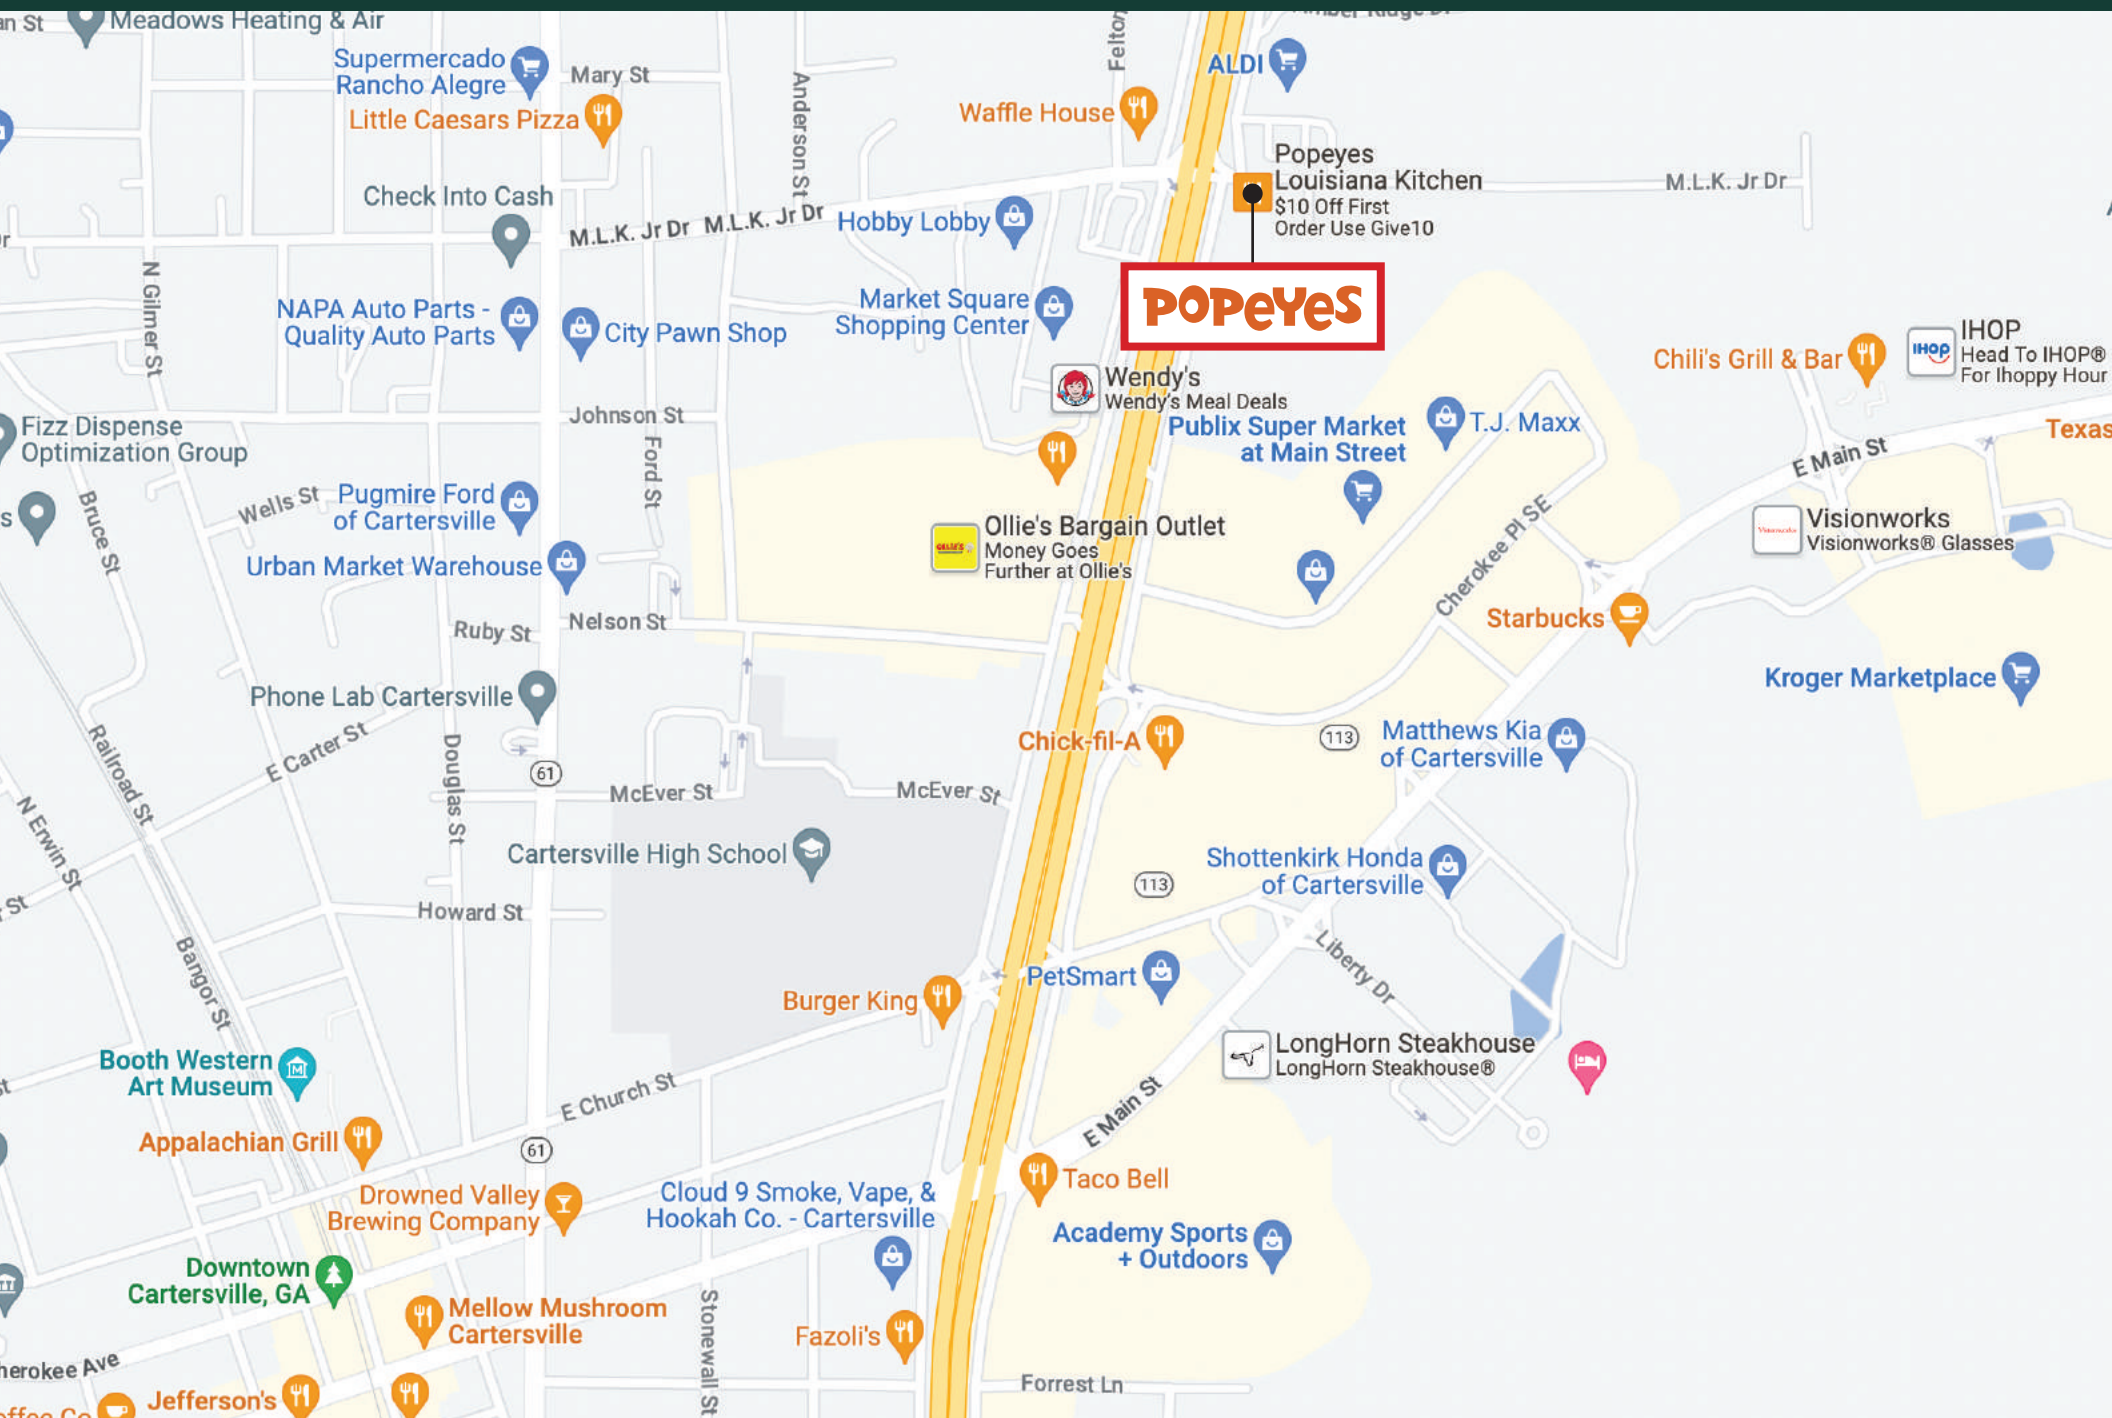 an St
Meadows Heating & Air
Supermercado
Rancho Alegre
Mary St
Little Caesars Pizza
Anderson St
Felton
ALDI
Waffle House
Popeyes
Louisiana Kitchen
$10 Off First
Order Use Give10
M.L.K. Jr Dr
Check Into Cash
M.L.K. Jr Dr
M.L.K. Jr Dr
Hobby Lobby
N Gilmer St
POPEYES
NAPA Auto Parts -
Quality Auto Parts
City Pawn Shop
Market Square
Shopping Center
IHOP
IHOP
Head To IHOP®
For Ihoppy Hour
Chili's Grill & Bar
Wendy's
Wendy's Meal Deals
Johnson St
Fizz Dispense
Optimization Group
Ford St
Publix Super Market
at Main Street
T.J. Maxx
Texas
E Main St
Bruce St
Wells St
Pugmire Ford
of Cartersville
Ollie's Bargain Outlet
Money Goes
Further at Ollie's
OLLIE'S
Cherokee Pl SE
Visionworks
Visionworks
Visionworks® Glasses
s
Urban Market Warehouse
Ruby St
Nelson St
Starbucks
Phone Lab Cartersville
Kroger Marketplace
Railroad St
E Carter St
Douglas St
Chick-fil-A
113
Matthews Kia
of Cartersville
61
McEver St
McEver St
N Erwin St
Cartersville High School
Shottenkirk Honda
of Cartersville
113
St
Howard St
Bangor St
Liberty Dr
PetSmart
Burger King
Booth Western
Art Museum
LongHorn Steakhouse
LongHorn Steakhouse®
E Church St
E Main St
Appalachian Grill
61
Drowned Valley
Brewing Company
Cloud 9 Smoke, Vape, &
Hookah Co. - Cartersville
Taco Bell
Academy Sports
+ Outdoors
Downtown
Cartersville, GA
Mellow Mushroom
Cartersville
Stonewall St
Fazoli's
herokee Ave
Forrest Ln
Jefferson's